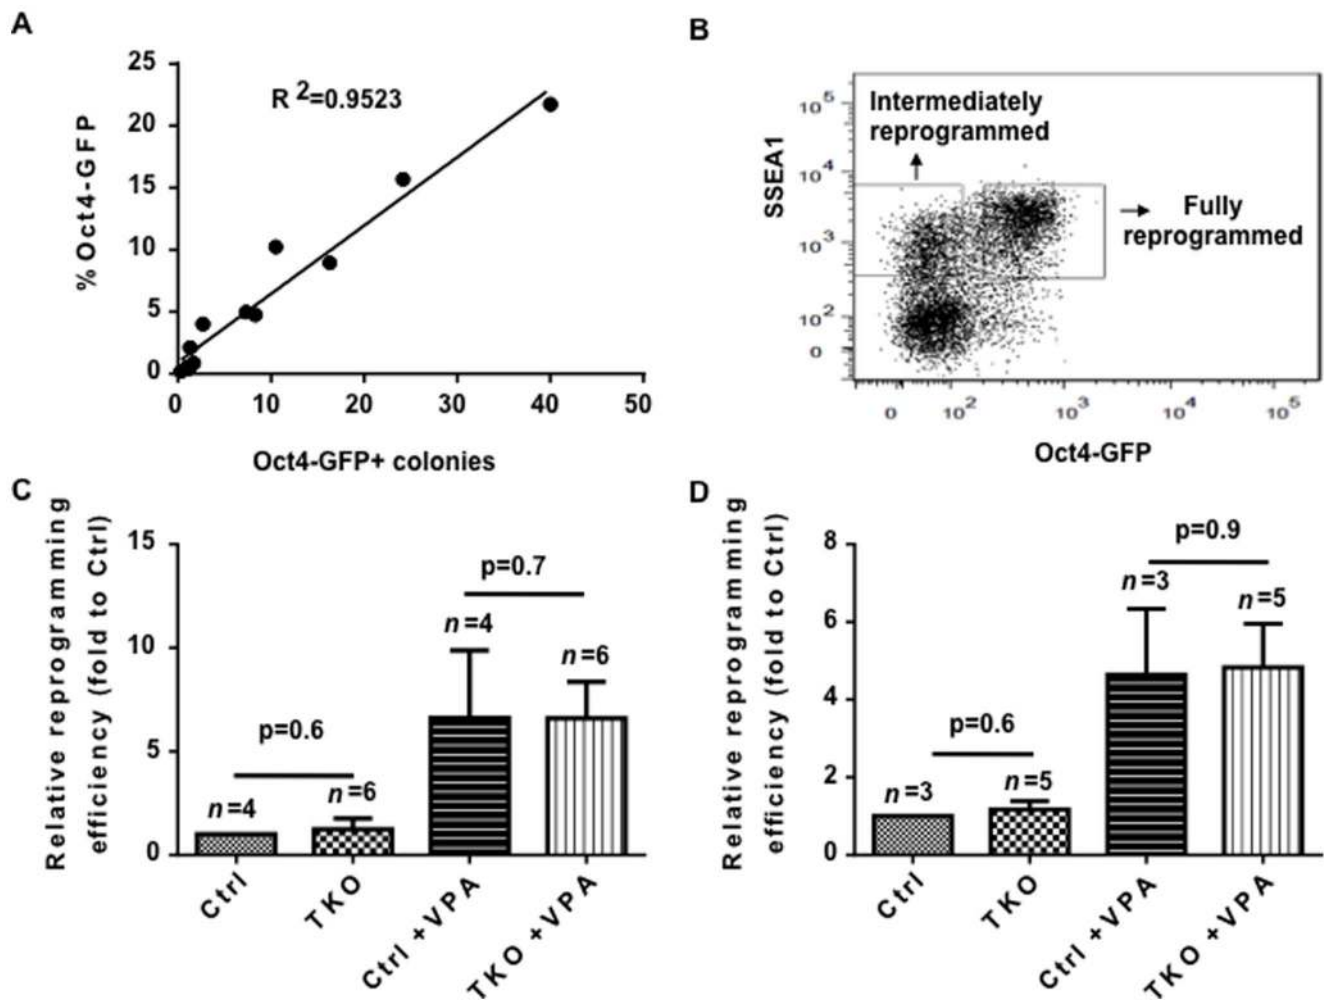 A
% Oct4-GFP
25
20
15
10
5
0
R 2=0.9523
0 10 20 30 40 50
Oct4-GFP+ colonies
B
SSEA1
10^5
10^4
10^3
10^2
0
Intermediately
reprogrammed
Fully
reprogrammed
0 10^2 10^3 10^4 10^5
Oct4-GFP
C
Relative reprogramming
efficiency (fold to Ctrl)
15
10
5
0
n=4
p=0.6
n=6
n=4
p=0.7
n=6
Ctrl
TKO
Ctrl +VPA
TKO +VPA
D
Relative reprogramming
efficiency (fold to Ctrl)
8
6
4
2
0
n=3
p=0.6
n=5
n=3
p=0.9
n=5
Ctrl
TKO
Ctrl +VPA
TKO +VPA